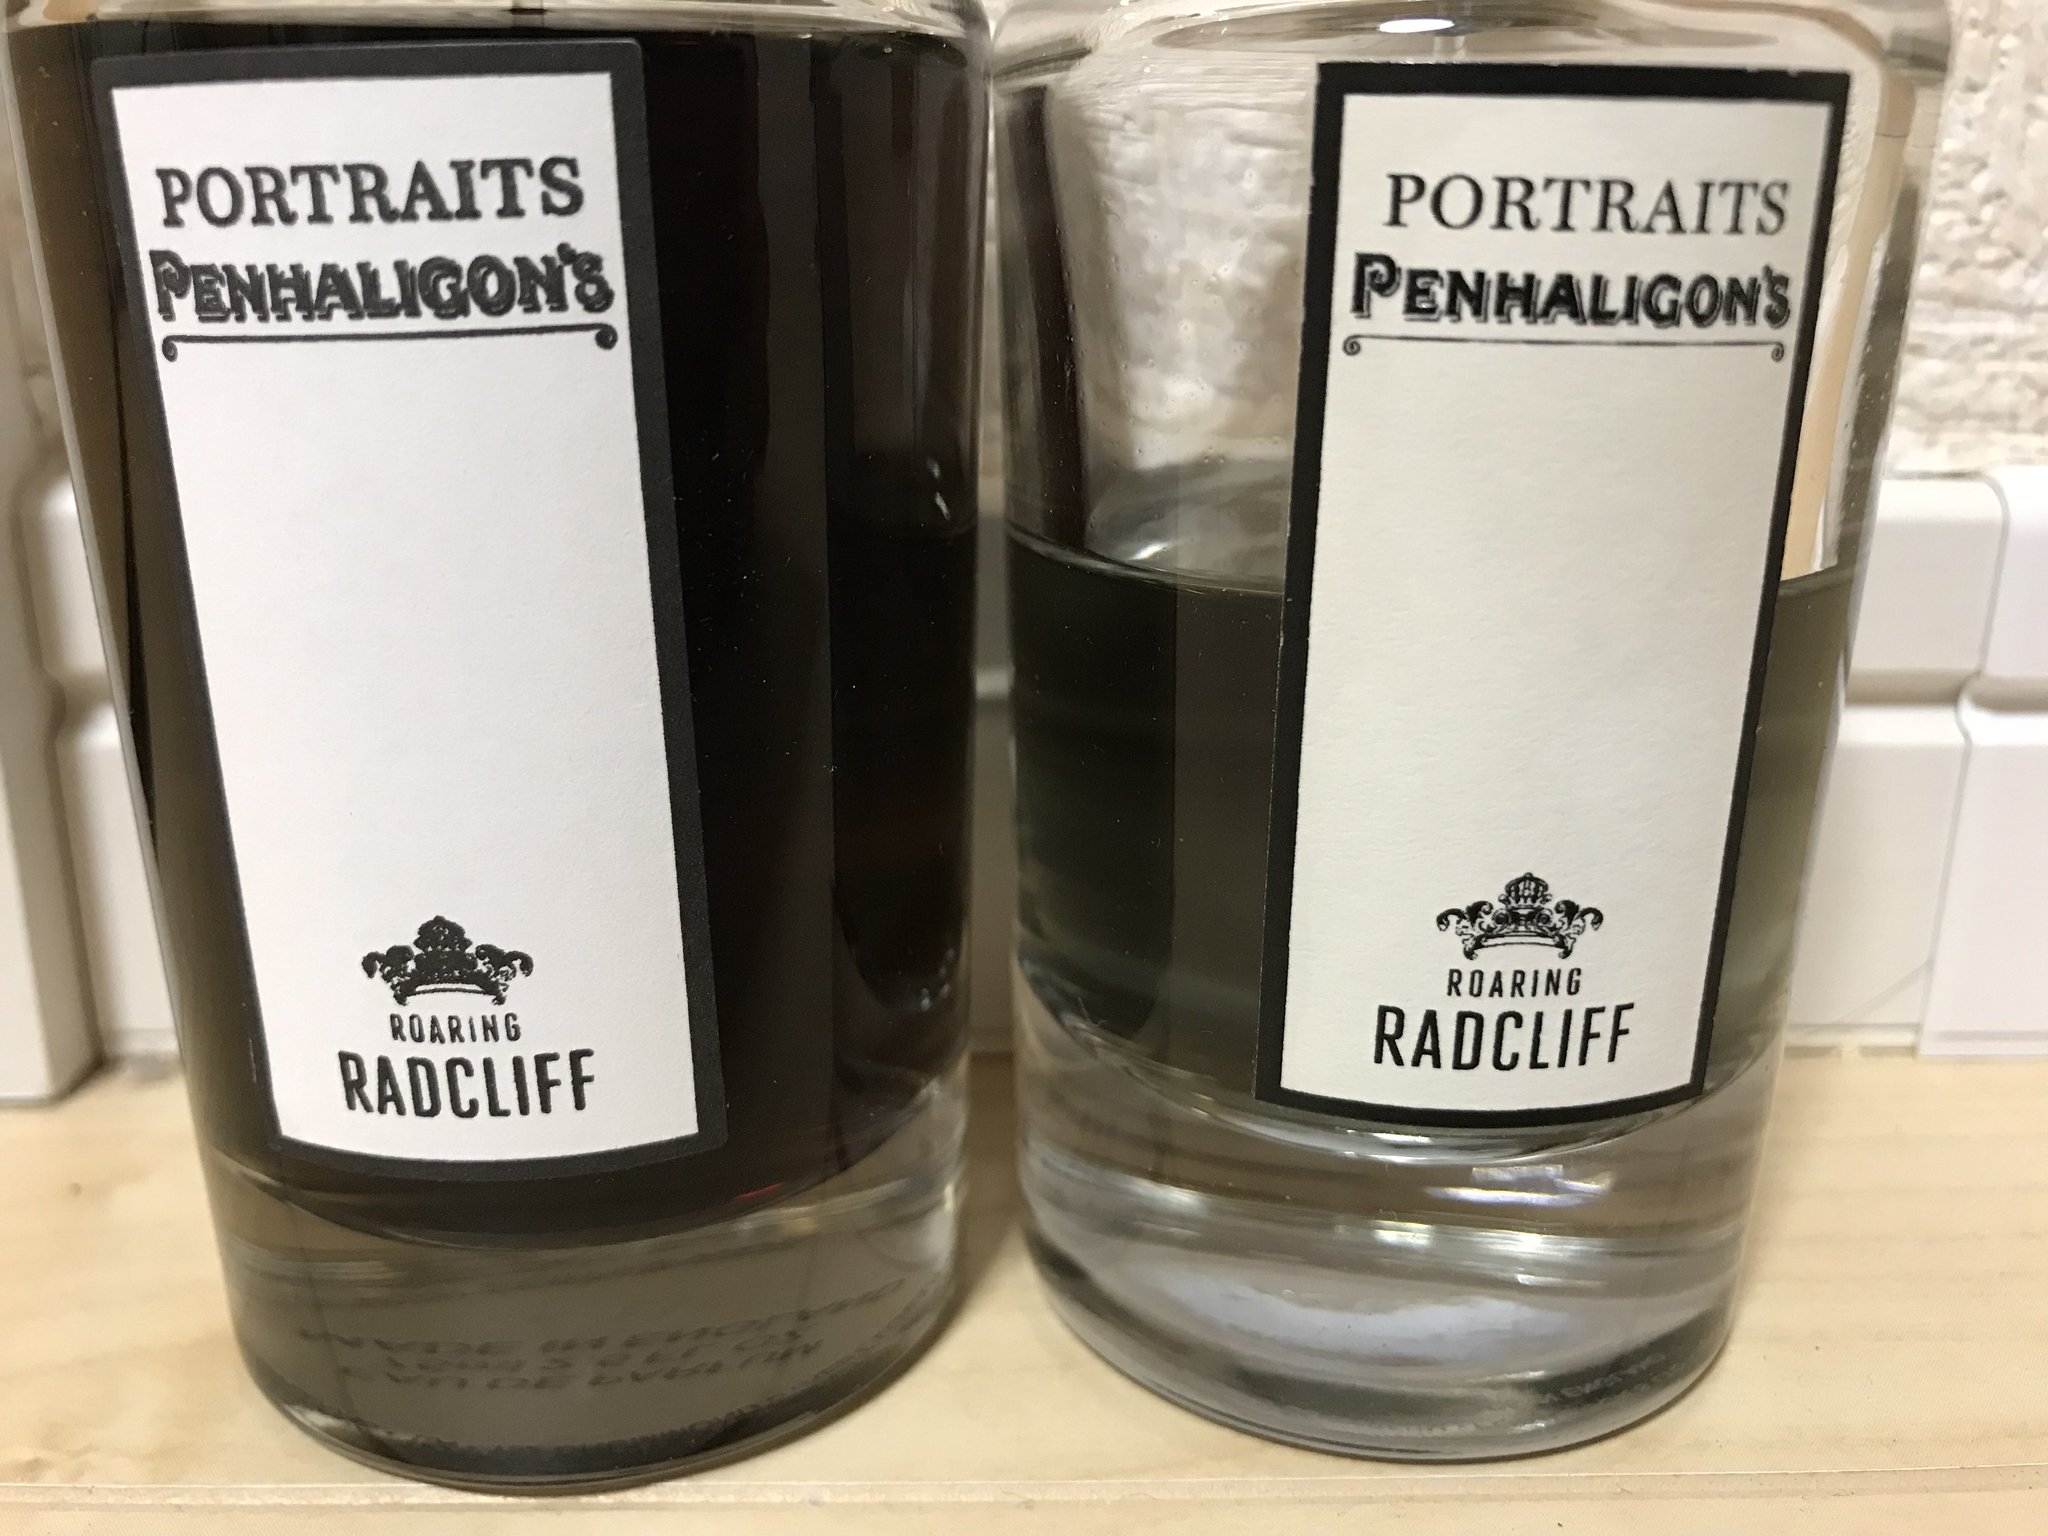 PORTRAITS
PENHALIGON'S
ROARING
RADCLIFF
PORTRAITS
PENHALIGON'S
ROARING
RADCLIFF